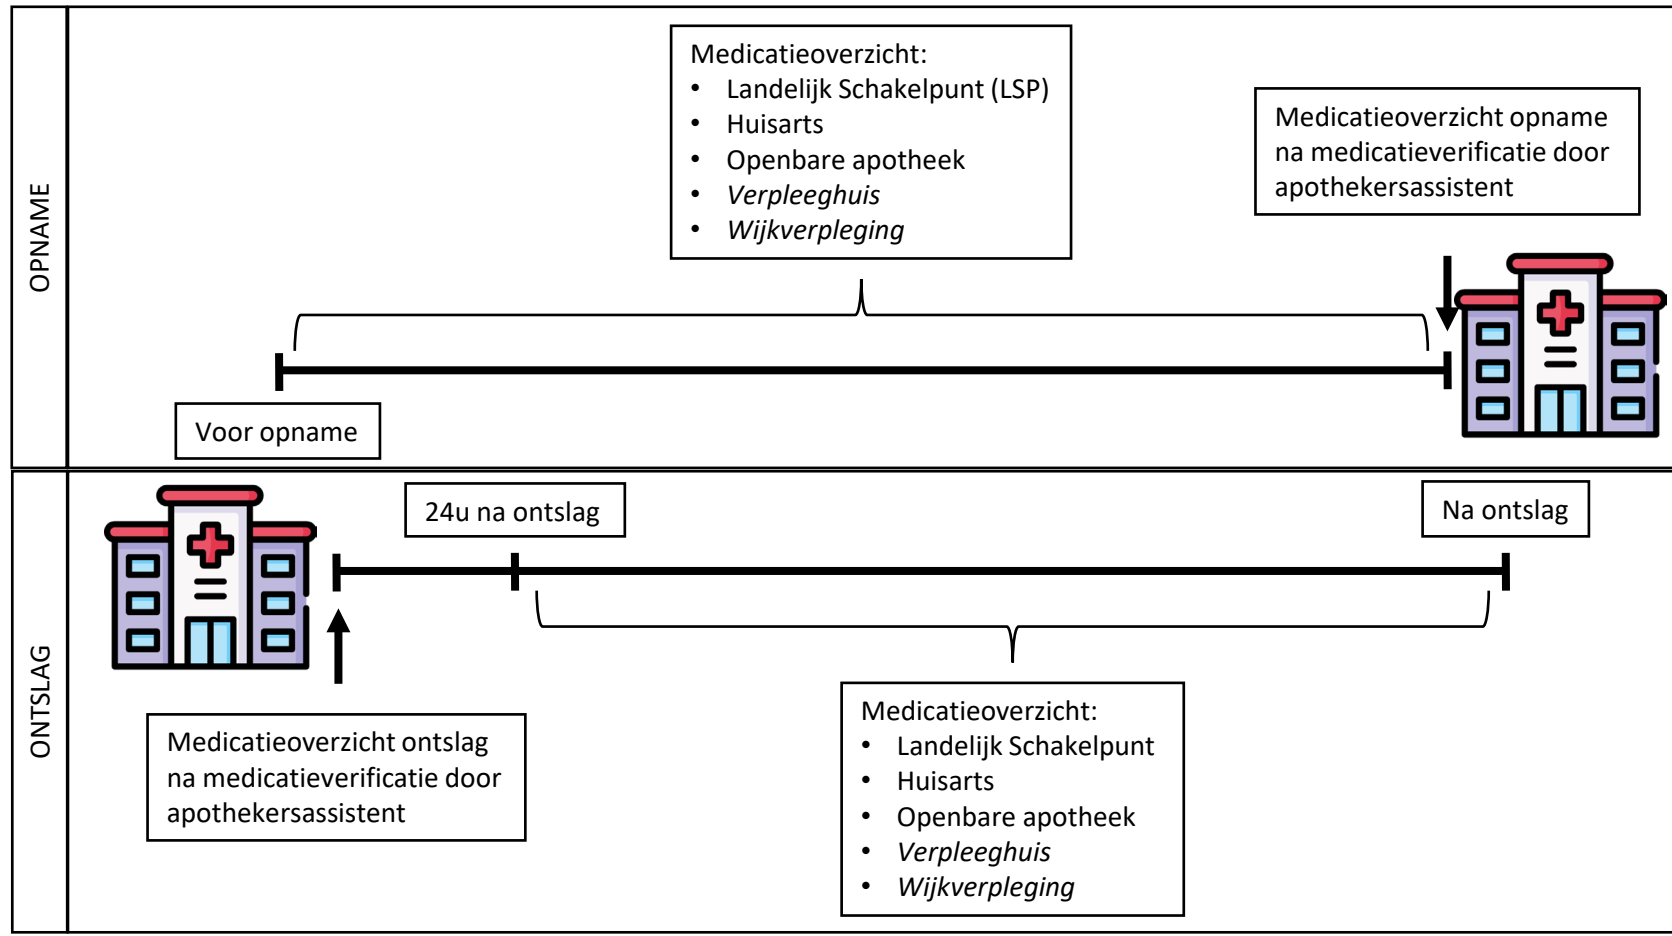 OPNAME
Medicatieoverzicht:
• Landelijk Schakelpunt (LSP)
• Huisarts
• Openbare apotheek
• Verpleeghuis
• Wijkverpleging
Medicatieoverzicht opname
na medicatieverificatie door
apothekersassistent
Voor opname
ONTSLAG
24u na ontslag
Na ontslag
Medicatieoverzicht ontslag
na medicatieverificatie door
apothekersassistent
Medicatieoverzicht:
• Landelijk Schakelpunt
• Huisarts
• Openbare apotheek
• Verpleeghuis
• Wijkverpleging